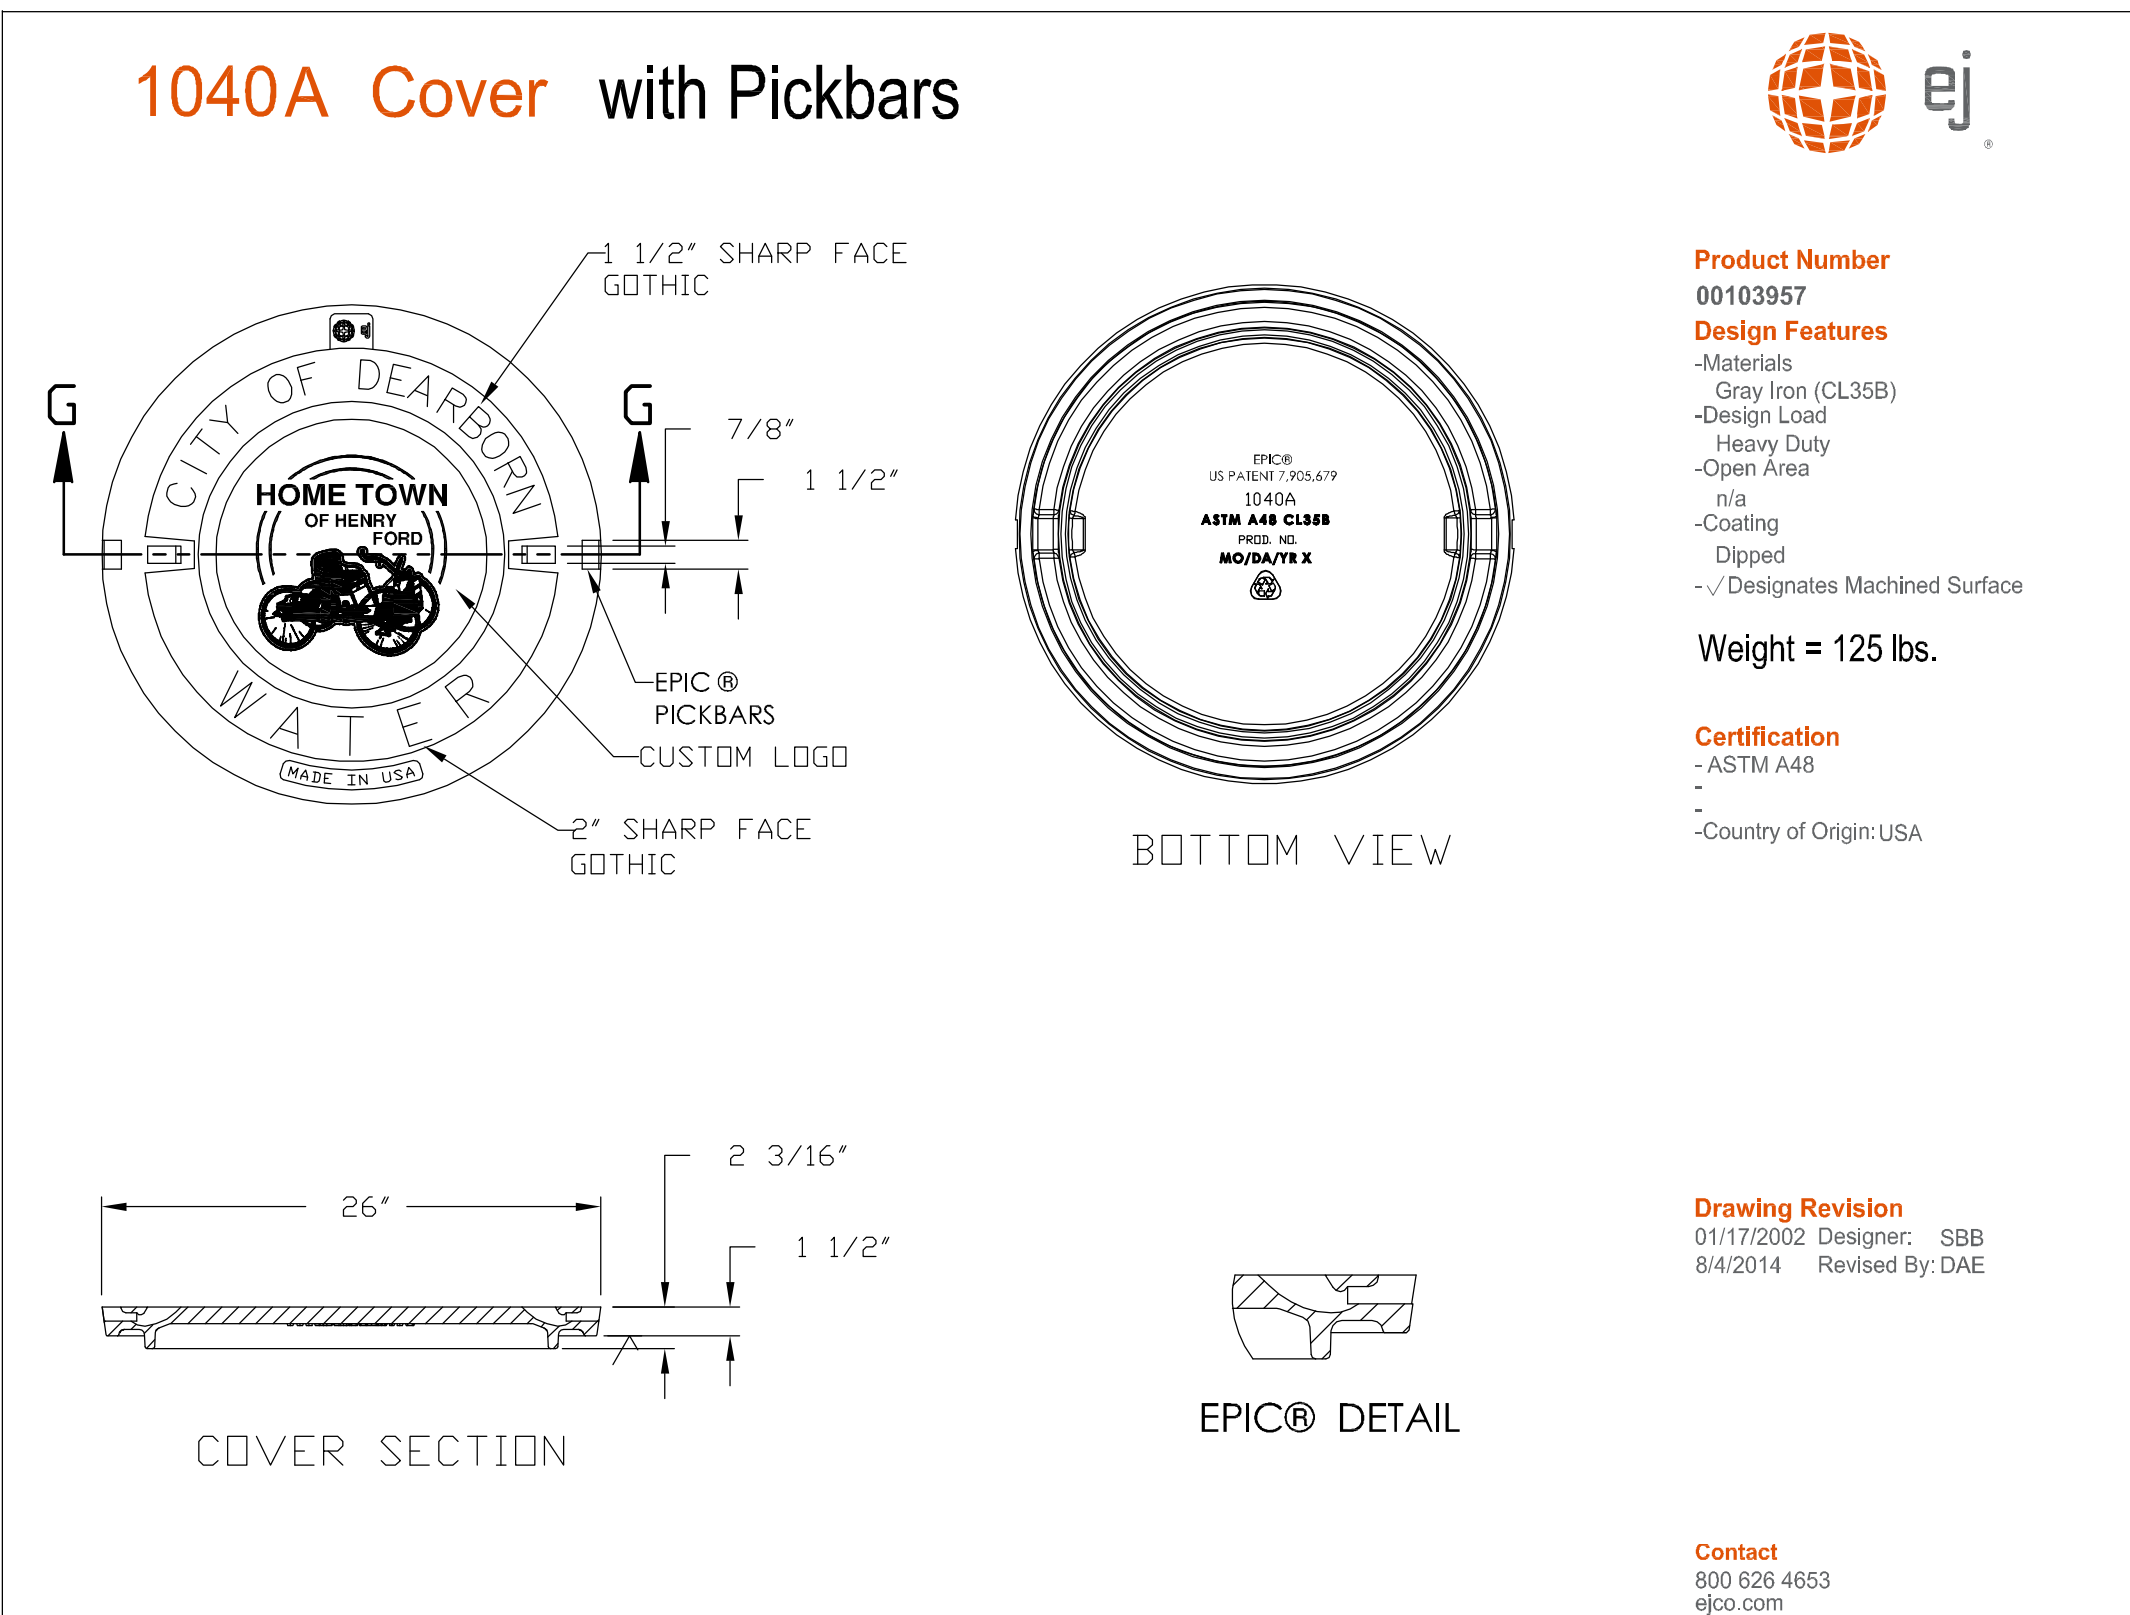 1040A Cover with Pickbars
ej
®
1 1/2" SHARP FACE
GOTHIC
CITY OF DEARBORN
G
G
HOME TOWN
OF HENRY
FORD
7/8"
1 1/2"
WATER
MADE IN USA
EPIC ®
PICKBARS
CUSTOM LOGO
2" SHARP FACE
GOTHIC
EPIC®
US PATENT 7,905,679
1040A
ASTM A48 CL35B
PROD. NO.
MO/DA/YR X
BOTTOM VIEW
Product Number
00103957
Design Features
-Materials
Gray Iron (CL35B)
-Design Load
Heavy Duty
-Open Area
n/a
-Coating
Dipped
-√Designates Machined Surface
Weight = 125 lbs.
Certification
- ASTM A48
-
-
-Country of Origin: USA
26"
2 3/16"
1 1/2"
COVER SECTION
EPIC® DETAIL
Drawing Revision
01/17/2002 Designer: SBB
8/4/2014 Revised By: DAE
Contact
800 626 4653
ejco.com